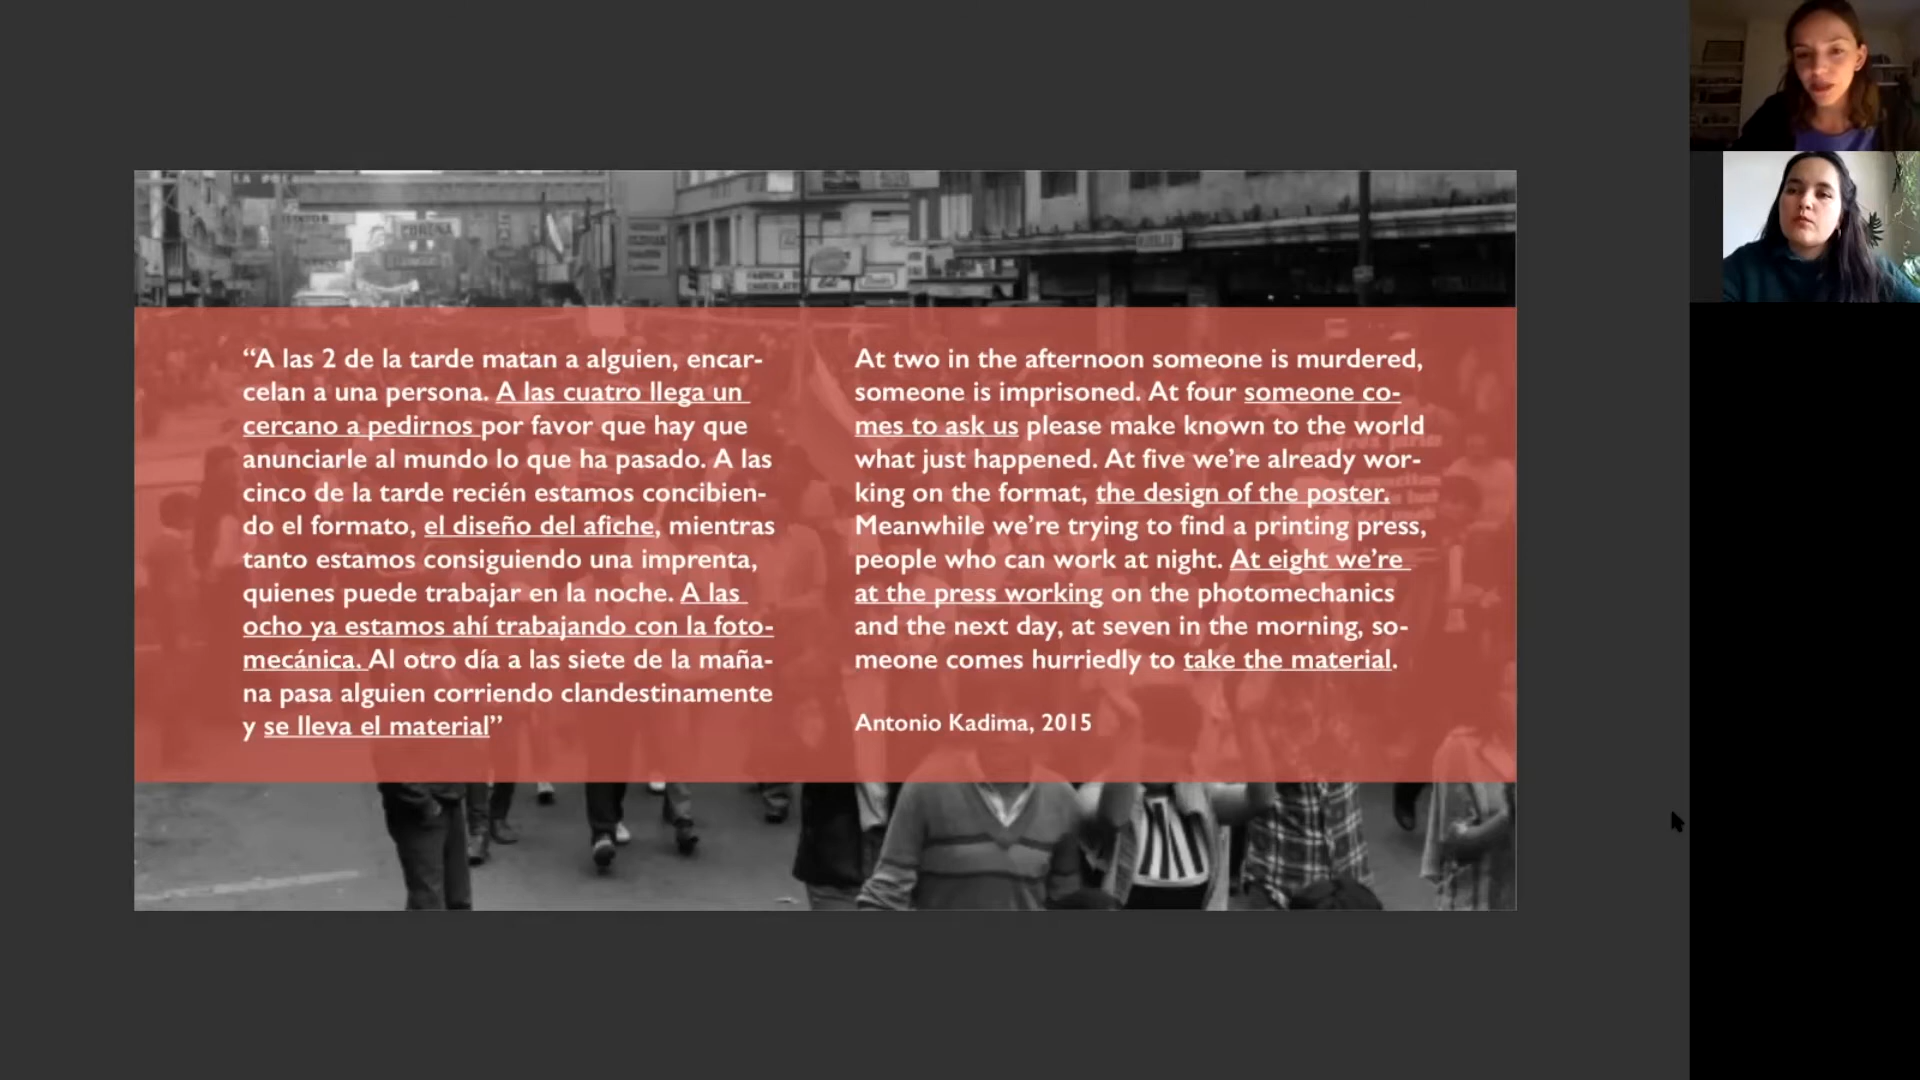 CORONA
FABRICA
“A las 2 de la tarde matan a alguien, encar-
celan a una persona. A las cuatro llega un
cercano a pedirnos por favor que hay que
anunciarle al mundo lo que ha pasado. A las
cinco de la tarde recién estamos concibien-
do el formato, el diseño del afiche, mientras
tanto estamos consiguiendo una imprenta,
quienes puede trabajar en la noche. A las
ocho ya estamos ahí trabajando con la foto-
mecánica. Al otro día a las siete de la maña-
na pasa alguien corriendo clandestinamente
y se lleva el material”
At two in the afternoon someone is murdered,
someone is imprisoned. At four someone co-
mes to ask us please make known to the world
what just happened. At five we’re already wor-
king on the format, the design of the poster.
Meanwhile we’re trying to find a printing press,
people who can work at night. At eight we’re
at the press working on the photomechanics
and the next day, at seven in the morning, so-
meone comes hurriedly to take the material.
Antonio Kadima, 2015